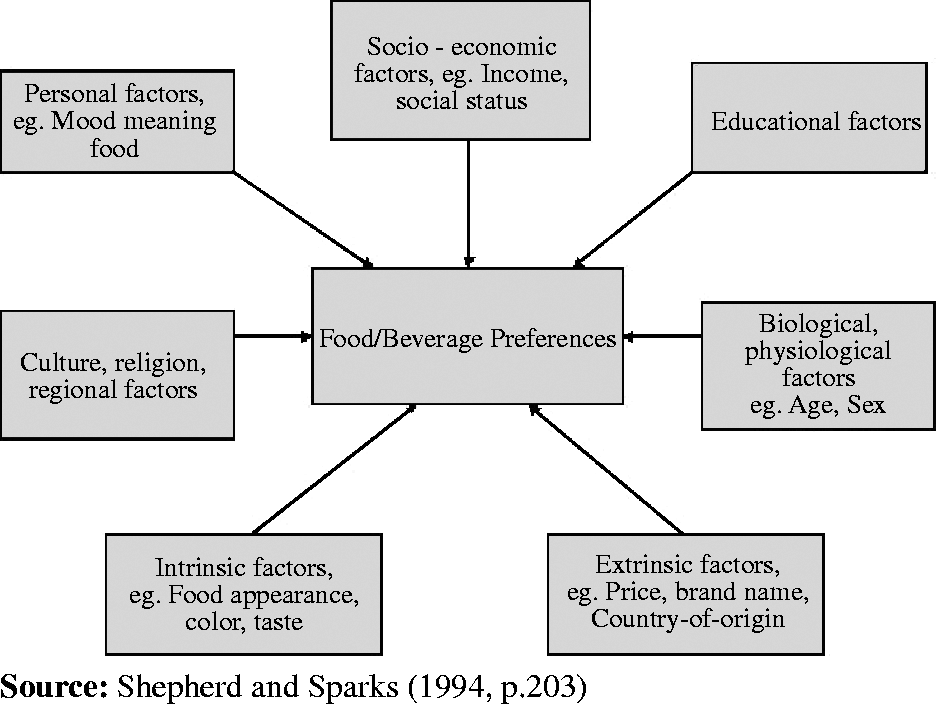 Socio - economic
factors, eg. Income,
social status
Personal factors,
eg. Mood meaning
food
Educational factors
Food/Beverage Preferences
Culture, religion,
regional factors
Biological,
physiological
factors
eg. Age, Sex
Intrinsic factors,
eg. Food appearance,
color, taste
Extrinsic factors,
eg. Price, brand name,
Country-of-origin
Source: Shepherd and Sparks (1994, p.203)